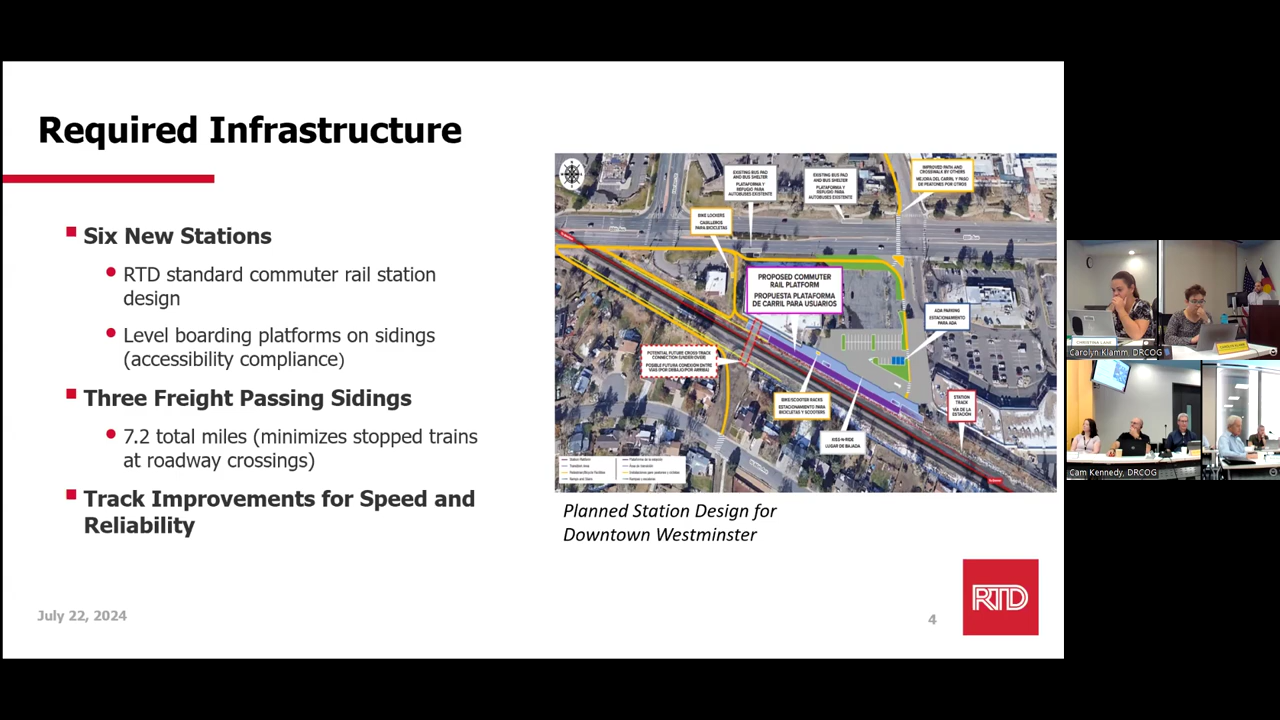 Required Infrastructure
Six New Stations
RTD standard commuter rail station
design
Level boarding platforms on sidings
(accessibility compliance)
Three Freight Passing Sidings
7.2 total miles (minimizes stopped trains
at roadway crossings)
Track Improvements for Speed and
Reliability
EXISTING BUS PAD
AND BUS SHELTER
PLATAFORMA Y
REFUGIO PARA
AUTOBUSES EXISTENTE
EXISTING BUS PAD
AND BUS SHELTER
PLATAFORMA Y
REFUGIO PARA
AUTOBUSES EXISTENTE
IMPROVED PATH AND
CROSSWALK BY OTHERS
MEJORA DEL CARRIL Y PASO
DE PEATONES POR OTROS
BIKE LOCKERS
CASILLEROS
PARA BICICLETAS
PROPOSED COMMUTER
RAIL PLATFORM
PROPUESTA PLATAFORMA
DE CARRIL PARA USUARIOS
ADA PARKING
ESTACIONAMIENTO
PARA ADA
POTENTIAL FUTURE CROSS-TRACK
CONNECTION (UNDER/OVER)
POSIBLE FUTURA CONEXIÓN ENTRE
VÍAS (POR DEBAJO/POR ARRIBA)
BIKE/SCOOTER RACKS
ESTACIONAMIENTO PARA
BICICLETAS Y SCOOTERS
KISS-N-RIDE
LUGAR DE BAJADA
STATION
TRACK
VÍA DE LA
ESTACIÓN
Planned Station Design for
Downtown Westminster
July 22, 2024
4
RTD
Carolyn Klamm, DRCOG
Cam Kennedy, DRCOG